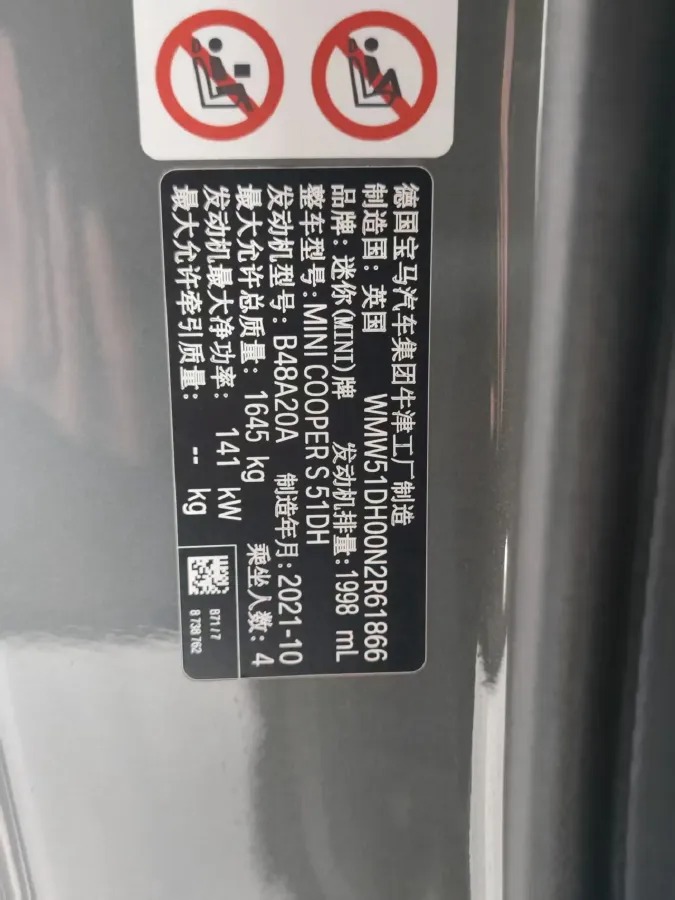 德国宝马汽车集团牛津工厂制造
制造国: 英国 WMW51DH00N2R61866
品牌: 迷你(MINI)牌 发动机排量: 1998 mL
整车型号: MINI COOPER S 51DH
发动机型号: B48A20A 制造年月: 2021-10
最大允许总质量: 1645 kg 乘坐人数: 4
发动机最大净功率: 141 kW
最大允许牵引质量: -- kg
B71/7
8 738 762